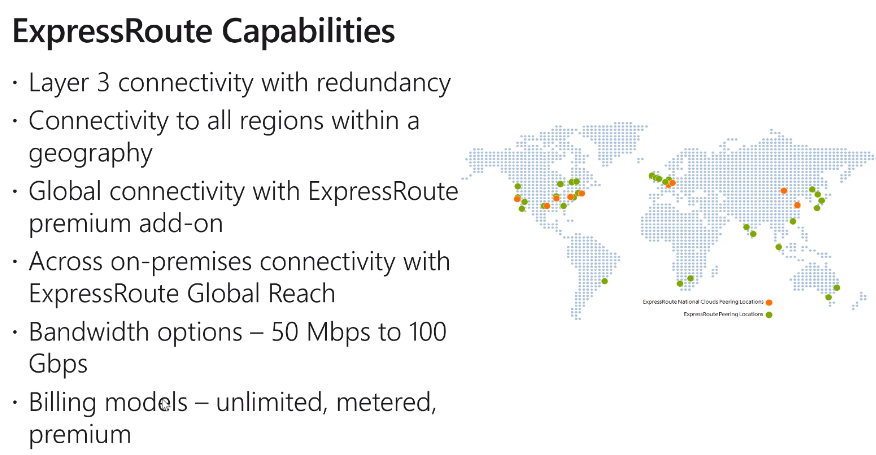 ExpressRoute Capabilities
· Layer 3 connectivity with redundancy
· Connectivity to all regions within a
geography
· Global connectivity with ExpressRoute
premium add-on
· Across on-premises connectivity with
ExpressRoute Global Reach
· Bandwidth options – 50 Mbps to 100
Gbps
· Billing models – unlimited, metered,
premium
ExpressRoute National Clouds Peering Locations
ExpressRoute Peering Locations